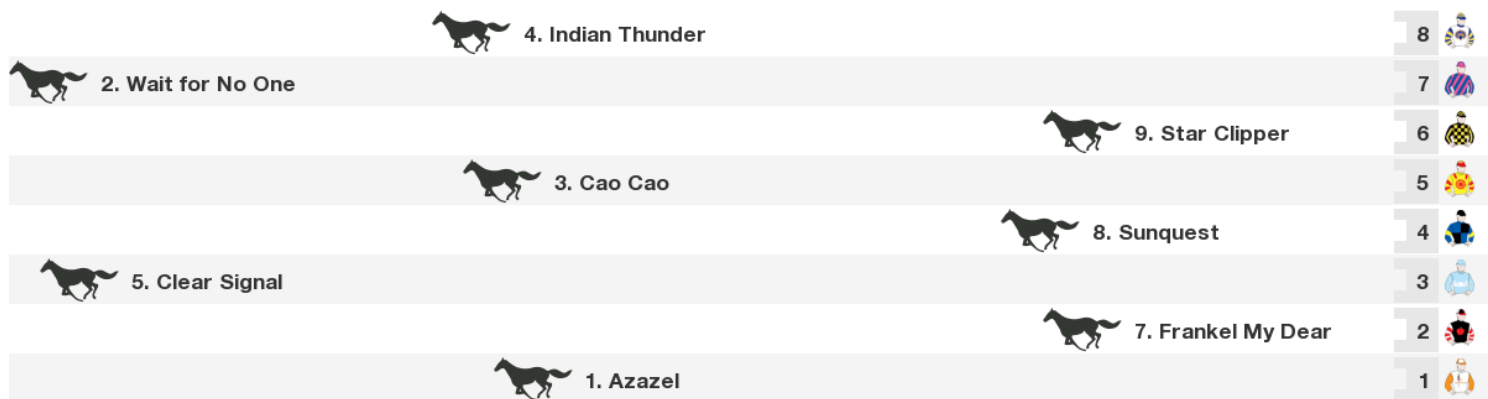 4. Indian Thunder 8
2. Wait for No One 7
9. Star Clipper 6
3. Cao Cao 5
8. Sunquest 4
5. Clear Signal 3
7. Frankel My Dear 2
1. Azazel 1